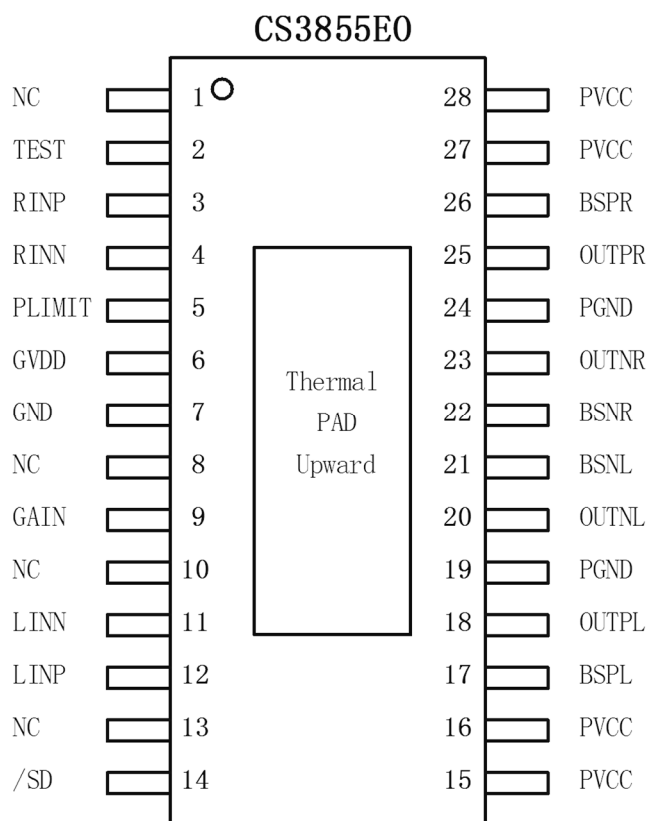 CS3855EO
NC 1 28 PVCC
TEST 2 27 PVCC
RINP 3 26 BSPR
RINN 4 25 OUTPR
PLIMIT 5 24 PGND
GVDD 6 23 OUTNR
Thermal
PAD
Upward
GND 7 22 BSNR
NC 8 21 BSNL
GAIN 9 20 OUTNL
NC 10 19 PGND
LINN 11 18 OUTPL
LINP 12 17 BSPL
NC 13 16 PVCC
/SD 14 15 PVCC